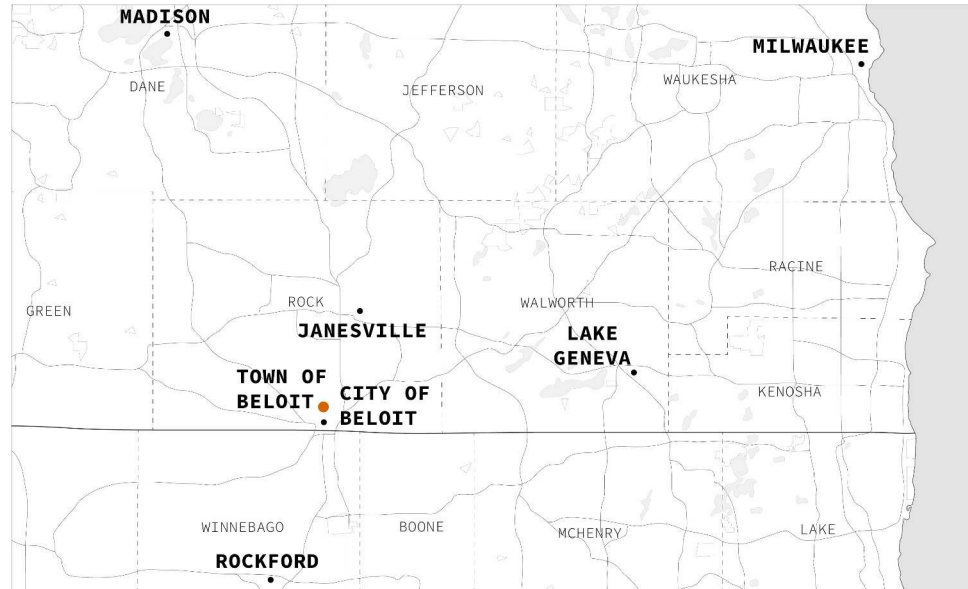 MADISON
MILWAUKEE
DANE
JEFFERSON
WAUKESHA
RACINE
GREEN
ROCK
WALWORTH
JANESVILLE
LAKE
GENEVA
TOWN OF
BELOIT
CITY OF
BELOIT
KENOSHA
WINNEBAGO
BOONE
MCHENRY
LAKE
ROCKFORD